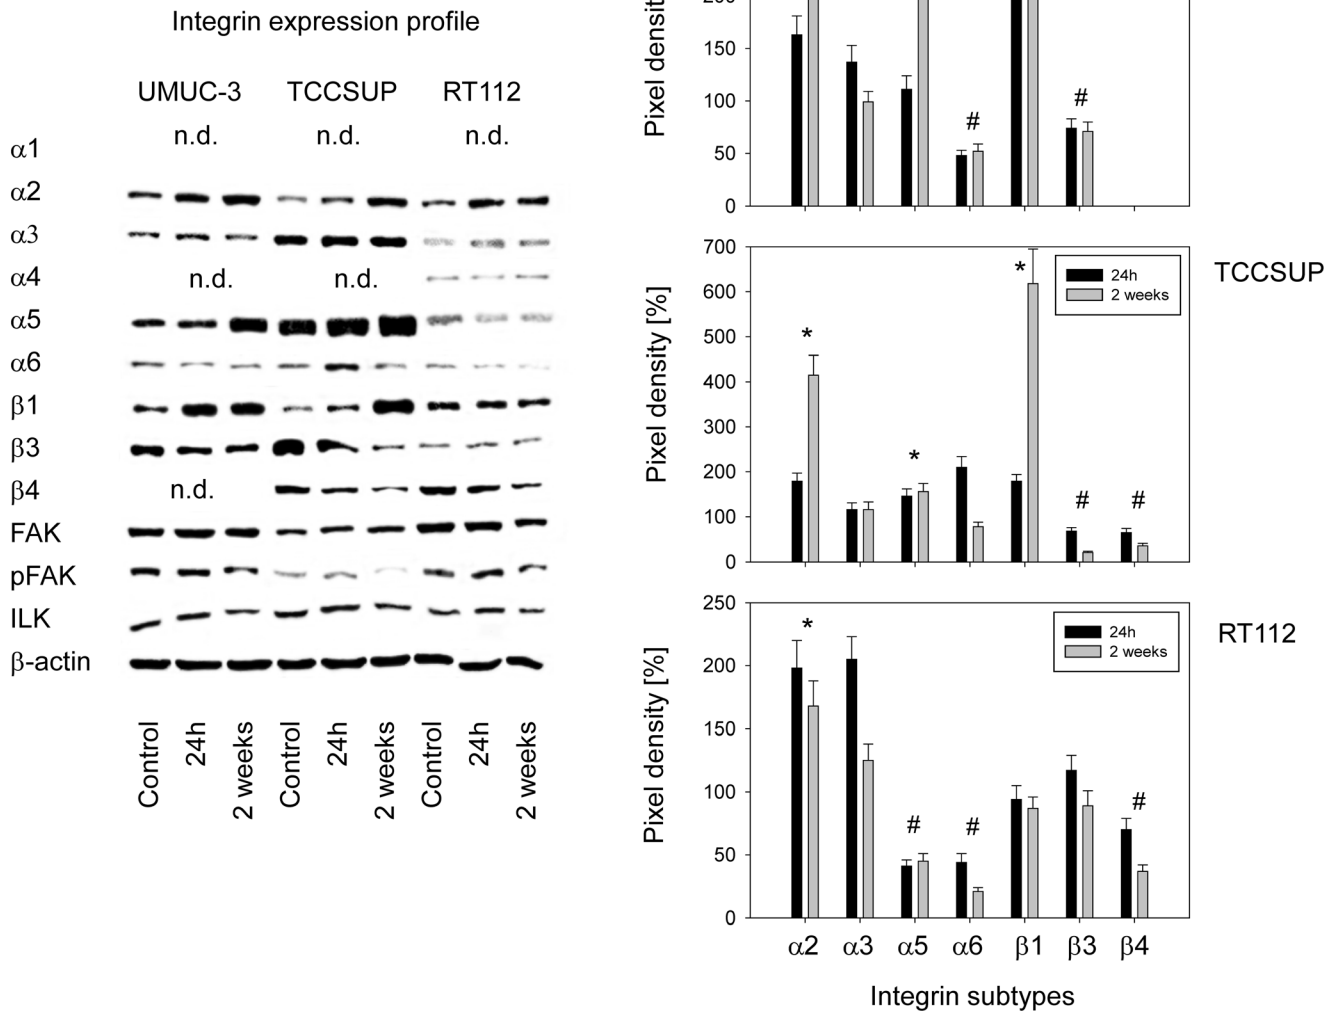 Integrin expression profile
UMUC-3 TCCSUP RT112
n.d. n.d. n.d.
α1
α2
α3
α4 n.d. n.d.
α5
α6
β1
β3
β4 n.d.
FAK
pFAK
ILK
β-actin
Control 24h 2 weeks Control 24h 2 weeks Control 24h 2 weeks
150
100
50
0
# #
Pixel density [%]
700
600
500
400
300
200
100
0
* * * # #
24h
2 weeks
TCCSUP
Pixel density [%]
250
200
150
100
50
0
* # # #
24h
2 weeks
RT112
α2 α3 α5 α6 β1 β3 β4
Integrin subtypes